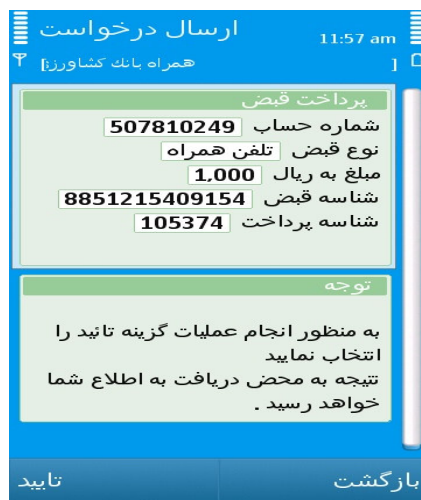 ارسال درخواست
11:57 am
همراه بانك كشاورزی
پرداخت قبض
شماره حساب 507810249
نوع قبض تلفن همراه
مبلغ به ریال 1,000
شناسه قبض 8851215409154
شناسه پرداخت 105374
توجه
به منظور انجام عملیات گزینه تائید را
انتخاب نمایید
نتیجه به محض دریافت به اطلاع شما
خواهد رسید .
تایید
بازگشت